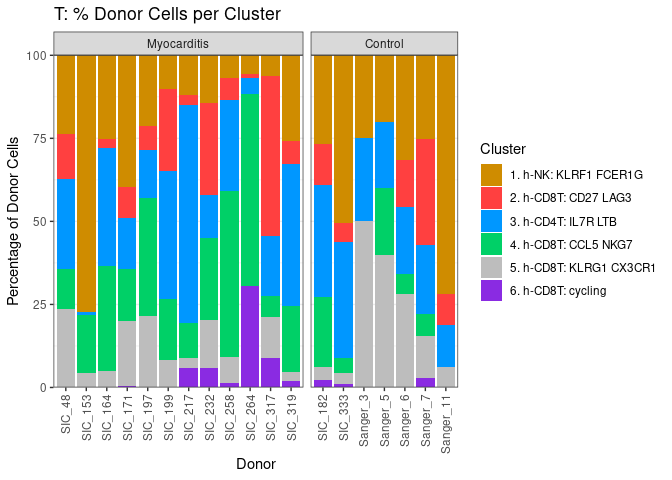 T: % Donor Cells per Cluster
Myocarditis
Control
100
75
50
25
0
Percentage of Donor Cells
SIC_48
SIC_153
SIC_164
SIC_171
SIC_197
SIC_199
SIC_217
SIC_232
SIC_258
SIC_264
SIC_317
SIC_319
SIC_182
SIC_333
Sanger_3
Sanger_5
Sanger_6
Sanger_7
Sanger_11
Donor
Cluster
1. h-NK: KLRF1 FCER1G
2. h-CD8T: CD27 LAG3
3. h-CD4T: IL7R LTB
4. h-CD8T: CCL5 NKG7
5. h-CD8T: KLRG1 CX3CR1
6. h-CD8T: cycling